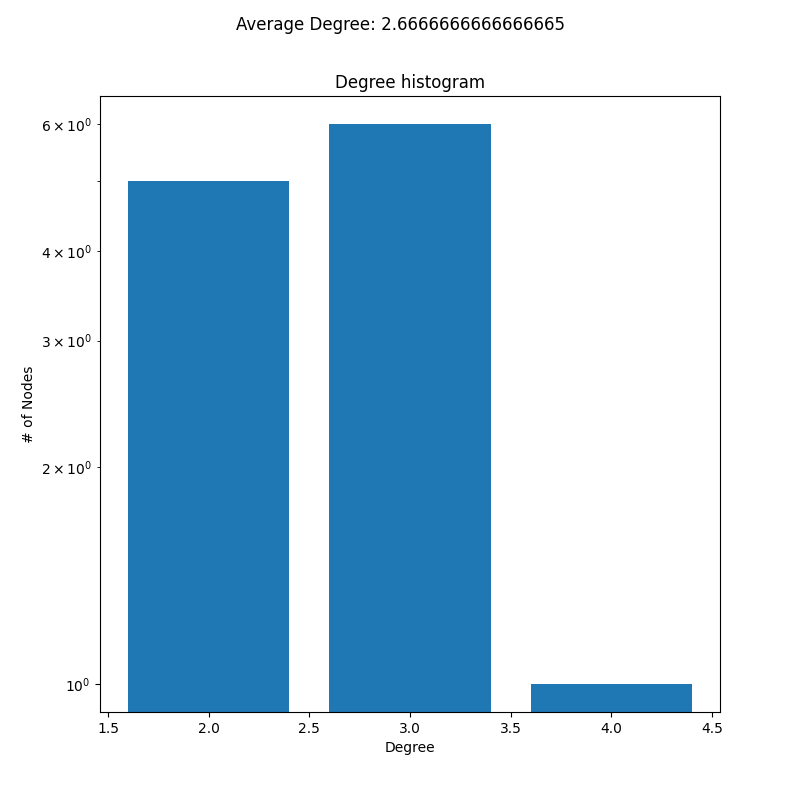 Average Degree: 2.6666666666666665
Degree histogram
6 × 10⁰
4 × 10⁰
3 × 10⁰
2 × 10⁰
10⁰
# of Nodes
1.5 2.0 2.5 3.0 3.5 4.0 4.5
Degree